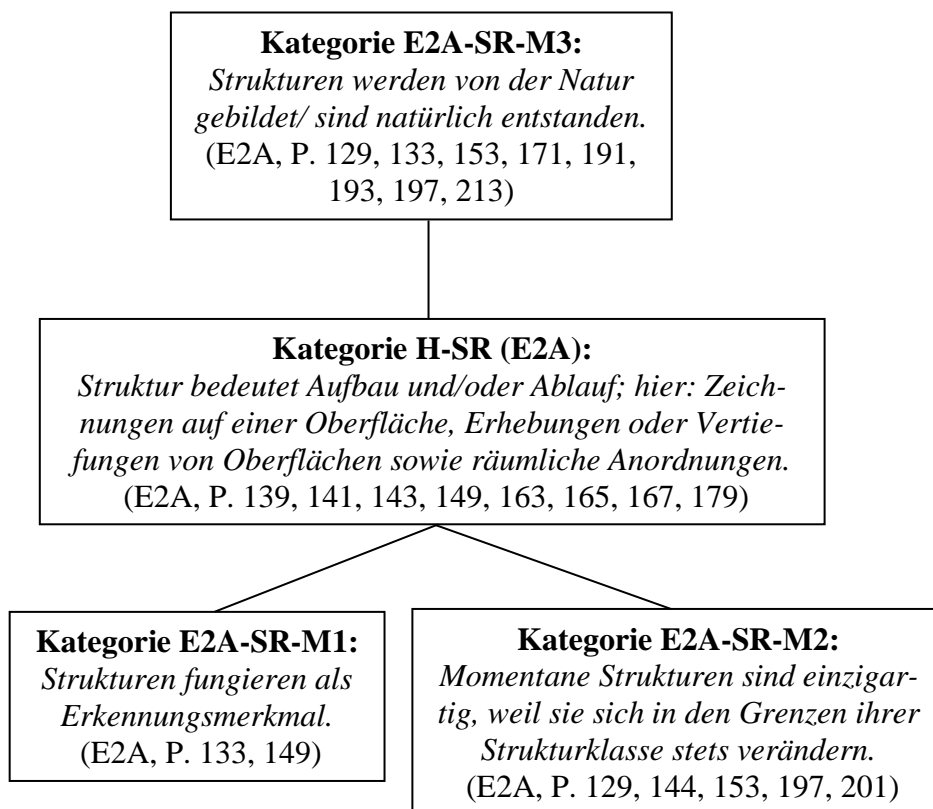 Kategorie E2A-SR-M3:
Strukturen werden von der Natur
gebildet/ sind natürlich entstanden.
(E2A, P. 129, 133, 153, 171, 191,
193, 197, 213)
Kategorie H-SR (E2A):
Struktur bedeutet Aufbau und/oder Ablauf; hier: Zeich-
nungen auf einer Oberfläche, Erhebungen oder Vertie-
fungen von Oberflächen sowie räumliche Anordnungen.
(E2A, P. 139, 141, 143, 149, 163, 165, 167, 179)
Kategorie E2A-SR-M1:
Strukturen fungieren als
Erkennungsmerkmal.
(E2A, P. 133, 149)
Kategorie E2A-SR-M2:
Momentane Strukturen sind einzigar-
tig, weil sie sich in den Grenzen ihrer
Strukturklasse stets verändern.
(E2A, P. 129, 144, 153, 197, 201)